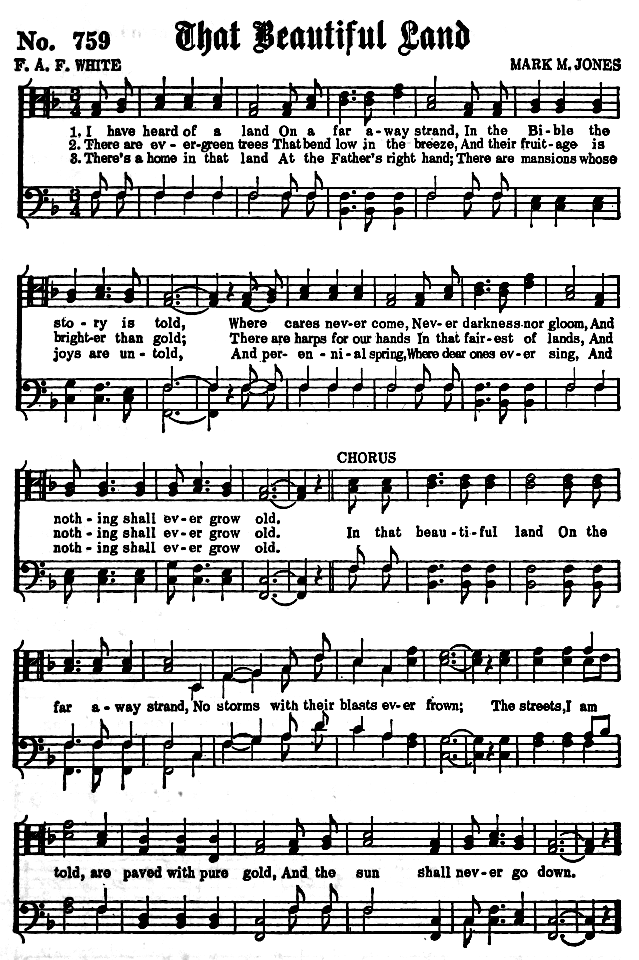 No. 759 That Beautiful Land
F. A. F. WHITE MARK M. JONES
1. I have heard of a land On a far a-way strand, In the Bi-ble the
2. There are ev-er-green trees That bend low in the breeze, And their fruit-age is
3. There's a home in that land At the Father's right hand; There are mansions whose
sto-ry is told, Where cares nev-er come, Nev-er darkness nor gloom, And
bright-er than gold; There are harps for our hands In that fair-est of lands, And
joys are un-told, And per-en-ni-al spring, Where dear ones ev-er sing, And
noth-ing shall ev-er grow old.
noth-ing shall ev-er grow old.
noth-ing shall ev-er grow old.
CHORUS
In that beau-ti-ful land On the
far a-way strand, No storms with their blasts ev-er frown; The streets, I am
told, are paved with pure gold, And the sun shall nev-er go down.